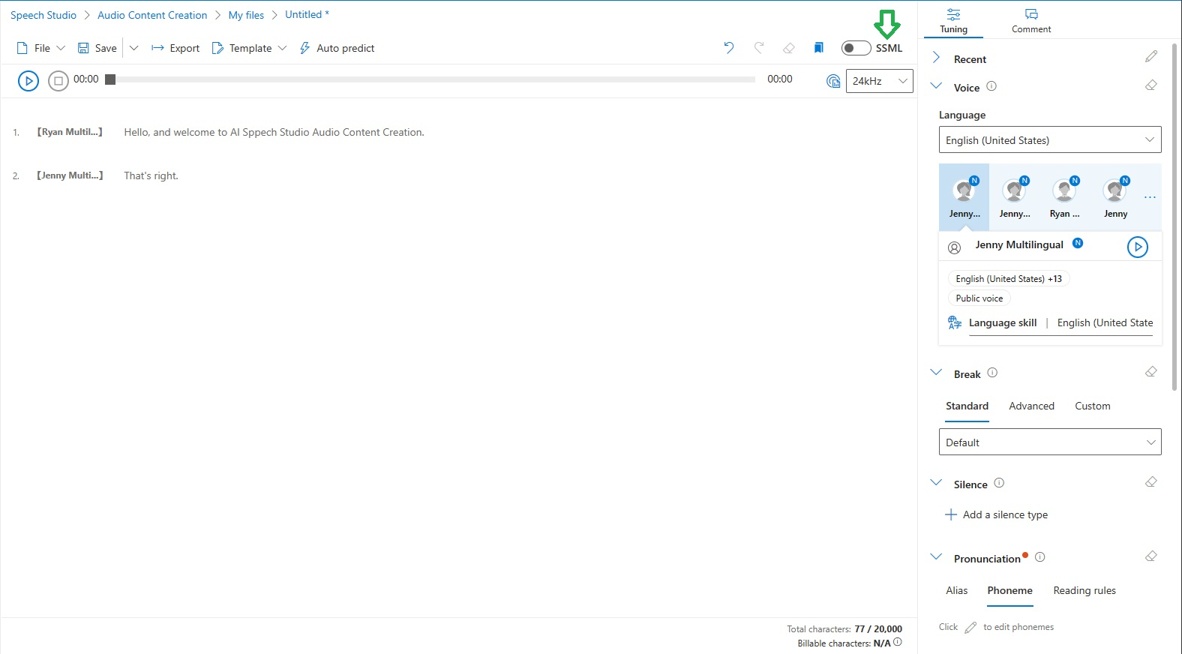 Speech Studio > Audio Content Creation > My files > Untitled *
File Save Export Template Auto predict SSML
00:00 00:00 24kHz
1. 【Ryan Multil...】 Hello, and welcome to AI Sppech Studio Audio Content Creation.
2. 【Jenny Multi...】 That's right.
Total characters: 77 / 20,000
Billable characters: N/A
Tuning Comment
Recent
Voice
Language
English (United States)
N N N N
Jenny... Jenny... Ryan ... Jenny ...
Jenny Multilingual N
English (United States) +13
Public voice
Language skill | English (United State
Break
Standard Advanced Custom
Default
Silence
+ Add a silence type
Pronunciation
Alias Phoneme Reading rules
Click to edit phonemes